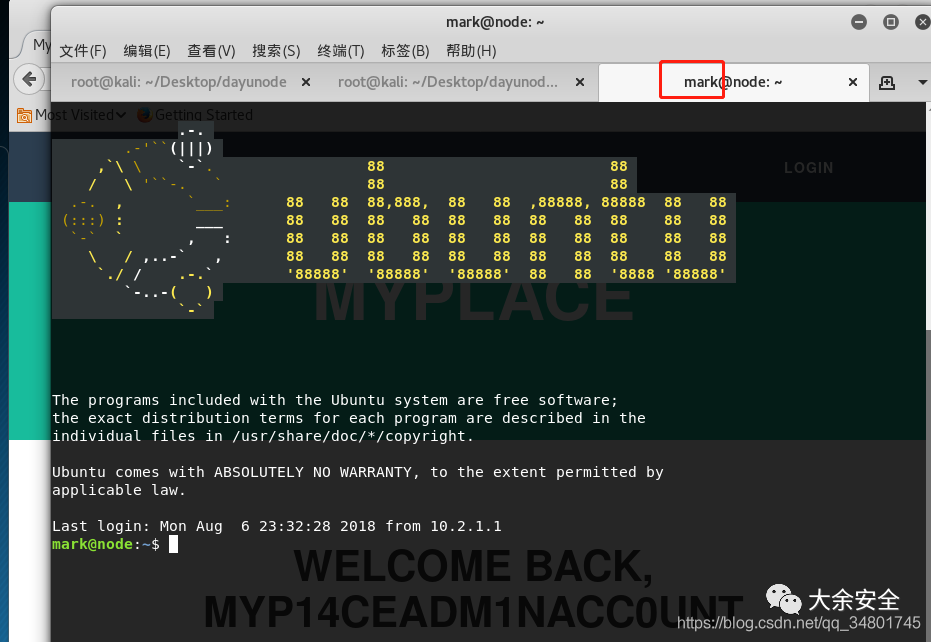 mark@node: ~
My
文件(F) 编辑(E) 查看(V) 搜索(S) 终端(T) 标签(B) 帮助(H)
root@kali: ~/Desktop/dayunode × root@kali: ~/Desktop/dayunod... × mark@node: ~ ×
Most Visited Getting Started
LOGIN
ubuntu
MYPLACE
The programs included with the Ubuntu system are free software;
the exact distribution terms for each program are described in the
individual files in /usr/share/doc/*/copyright.
Ubuntu comes with ABSOLUTELY NO WARRANTY, to the extent permitted by
applicable law.
Last login: Mon Aug  6 23:32:28 2018 from 10.2.1.1
mark@node:~$
WELCOME BACK,
MYP14CEADM1NACC0UNT
大余安全
https://blog.csdn.net/qq_34801745